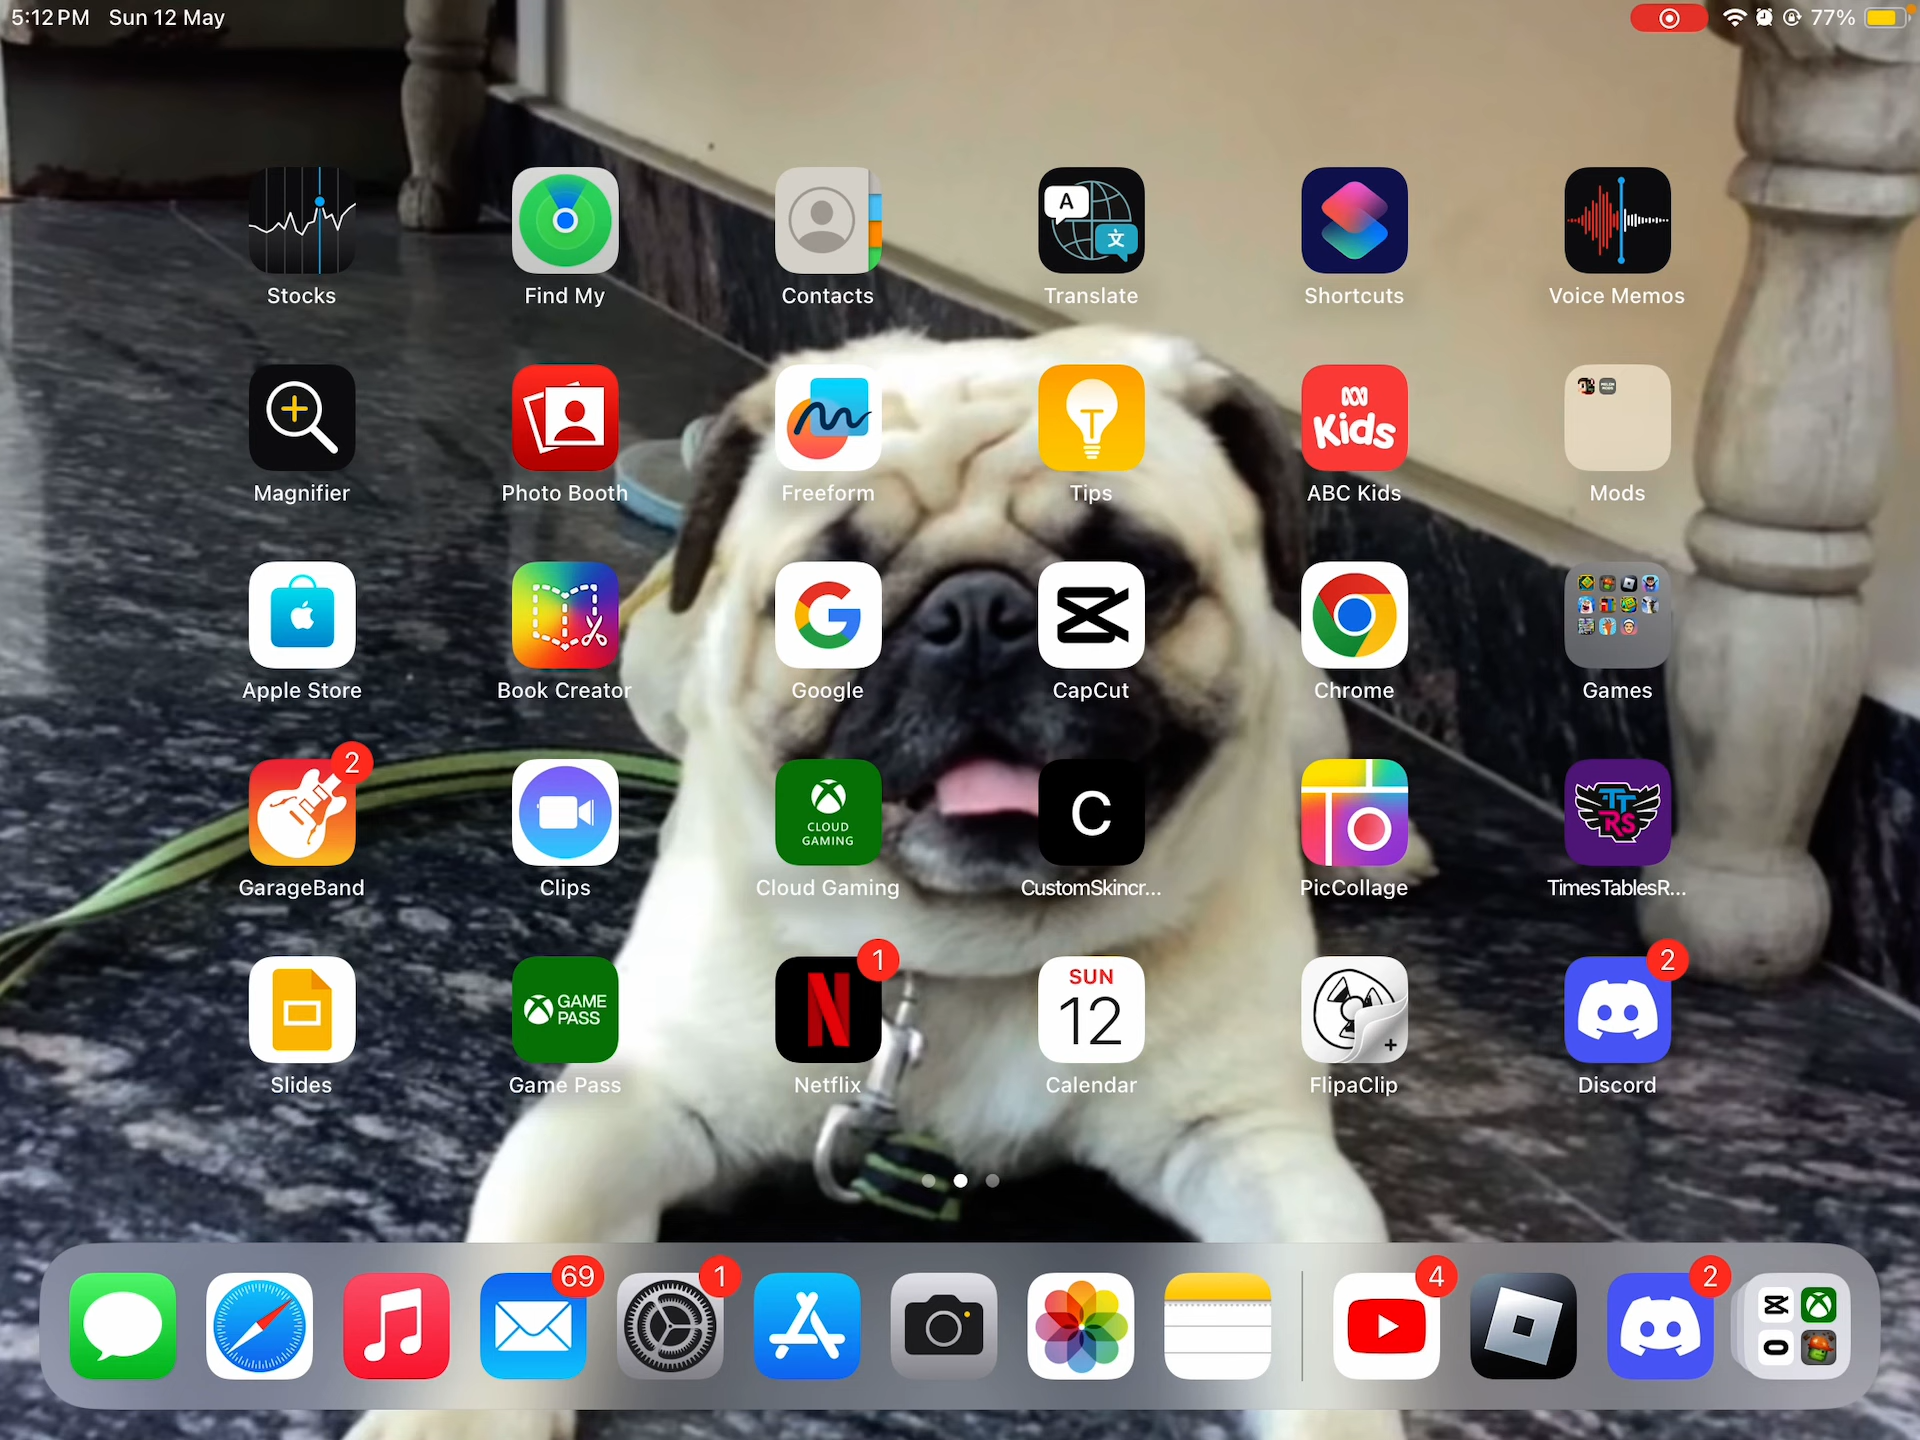 5:12 PM Sun 12 May
77%
A
文
Stocks
Find My
Contacts
Translate
Shortcuts
Voice Memos
T
Kids
Magnifier
Photo Booth
Freeform
Tips
ABC Kids
Mods
G
Apple Store
Book Creator
Google
CapCut
Chrome
Games
2
CLOUD
GAMING
C
TT
RS
GarageBand
Clips
Cloud Gaming
CustomSkincr...
PicCollage
TimesTablesR...
1
2
GAME
PASS
N
SUN
12
Slides
Game Pass
Netflix
Calendar
FlipaClip
Discord
69
1
4
2